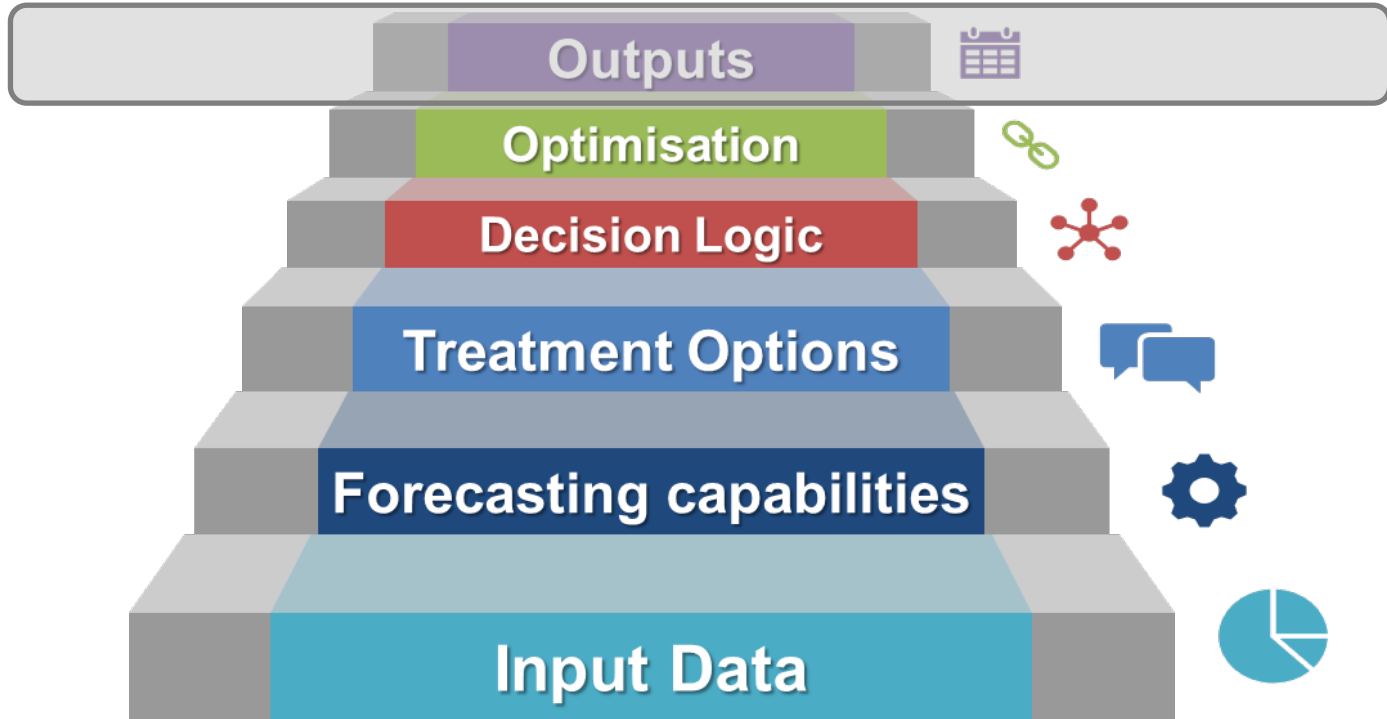 Outputs
Optimisation
Decision Logic
Treatment Options
Forecasting capabilities
Input Data